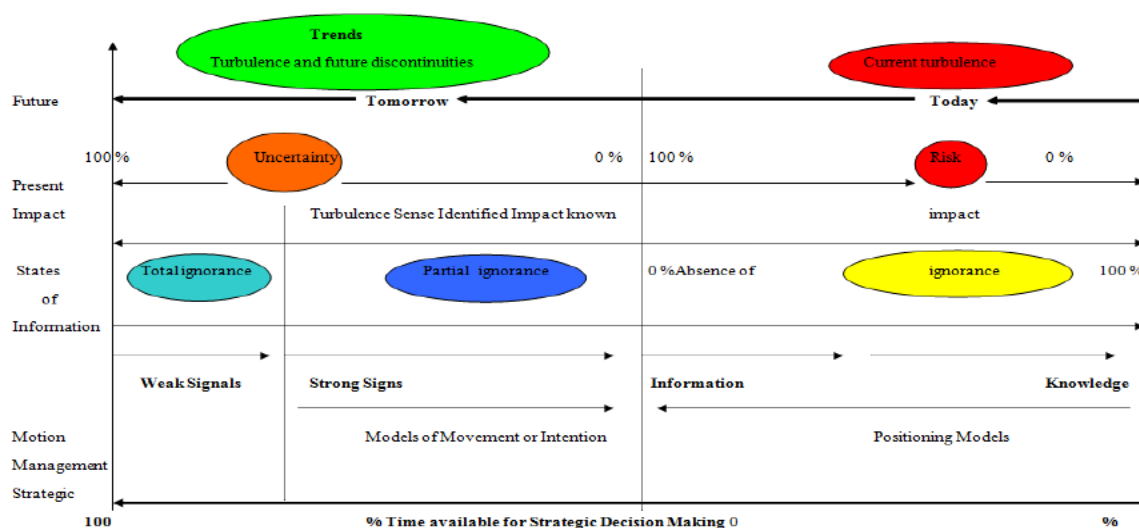 Trends
Turbulence and future discontinuities
Current turbulence
Future
Tomorrow
Today
100 %
Uncertainty
0 %
100 %
Risk
0 %
Present
Impact
Turbulence Sense Identified Impact known
impact
States
of
Information
Total ignorance
Partial ignorance
0 %Absence of
ignorance
100 %
Weak Signals
Strong Signs
Information
Knowledge
Motion
Management
Strategic
Models of Movement or Intention
Positioning Models
100
% Time available for Strategic Decision Making 0
%